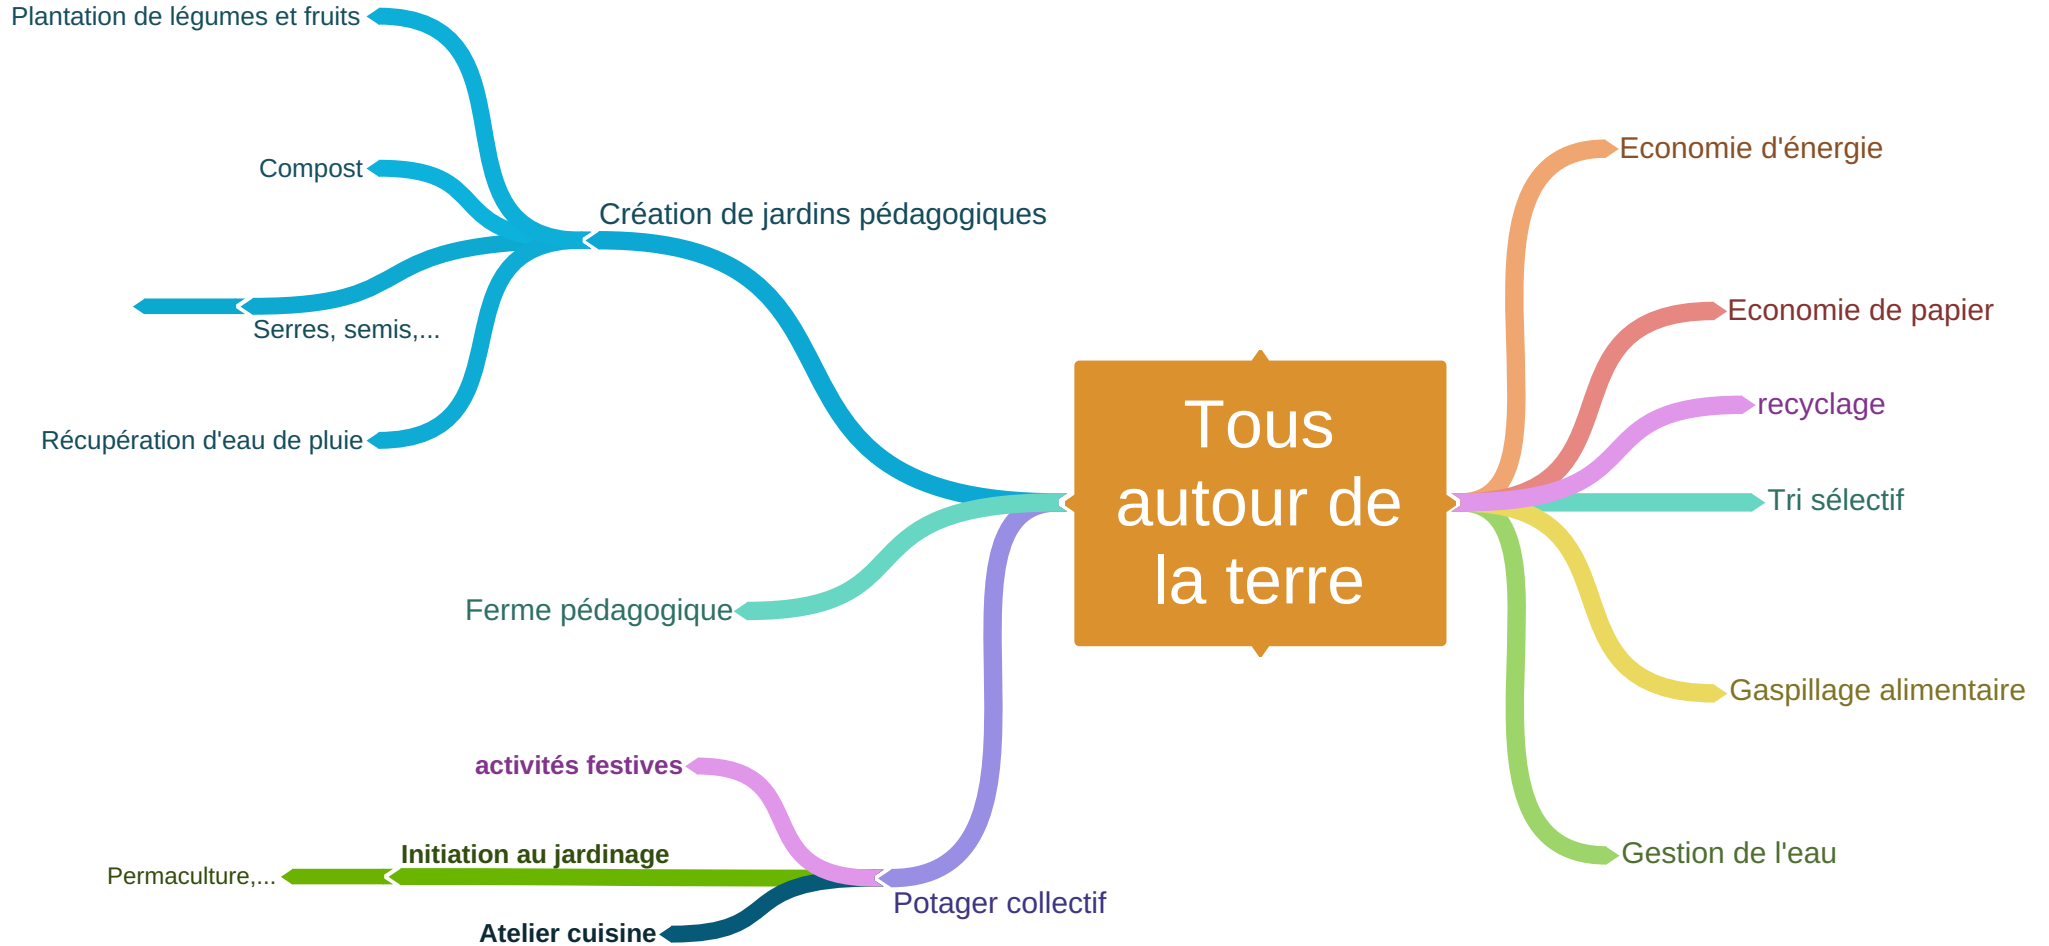 Plantation de légumes et fruits
Compost
Création de jardins pédagogiques
Serres, semis,...
Récupération d'eau de pluie
Ferme pédagogique
activités festives
Initiation au jardinage
Permaculture,...
Atelier cuisine
Potager collectif
Tous
autour de
la terre
Economie d'énergie
Economie de papier
recyclage
Tri sélectif
Gaspillage alimentaire
Gestion de l'eau